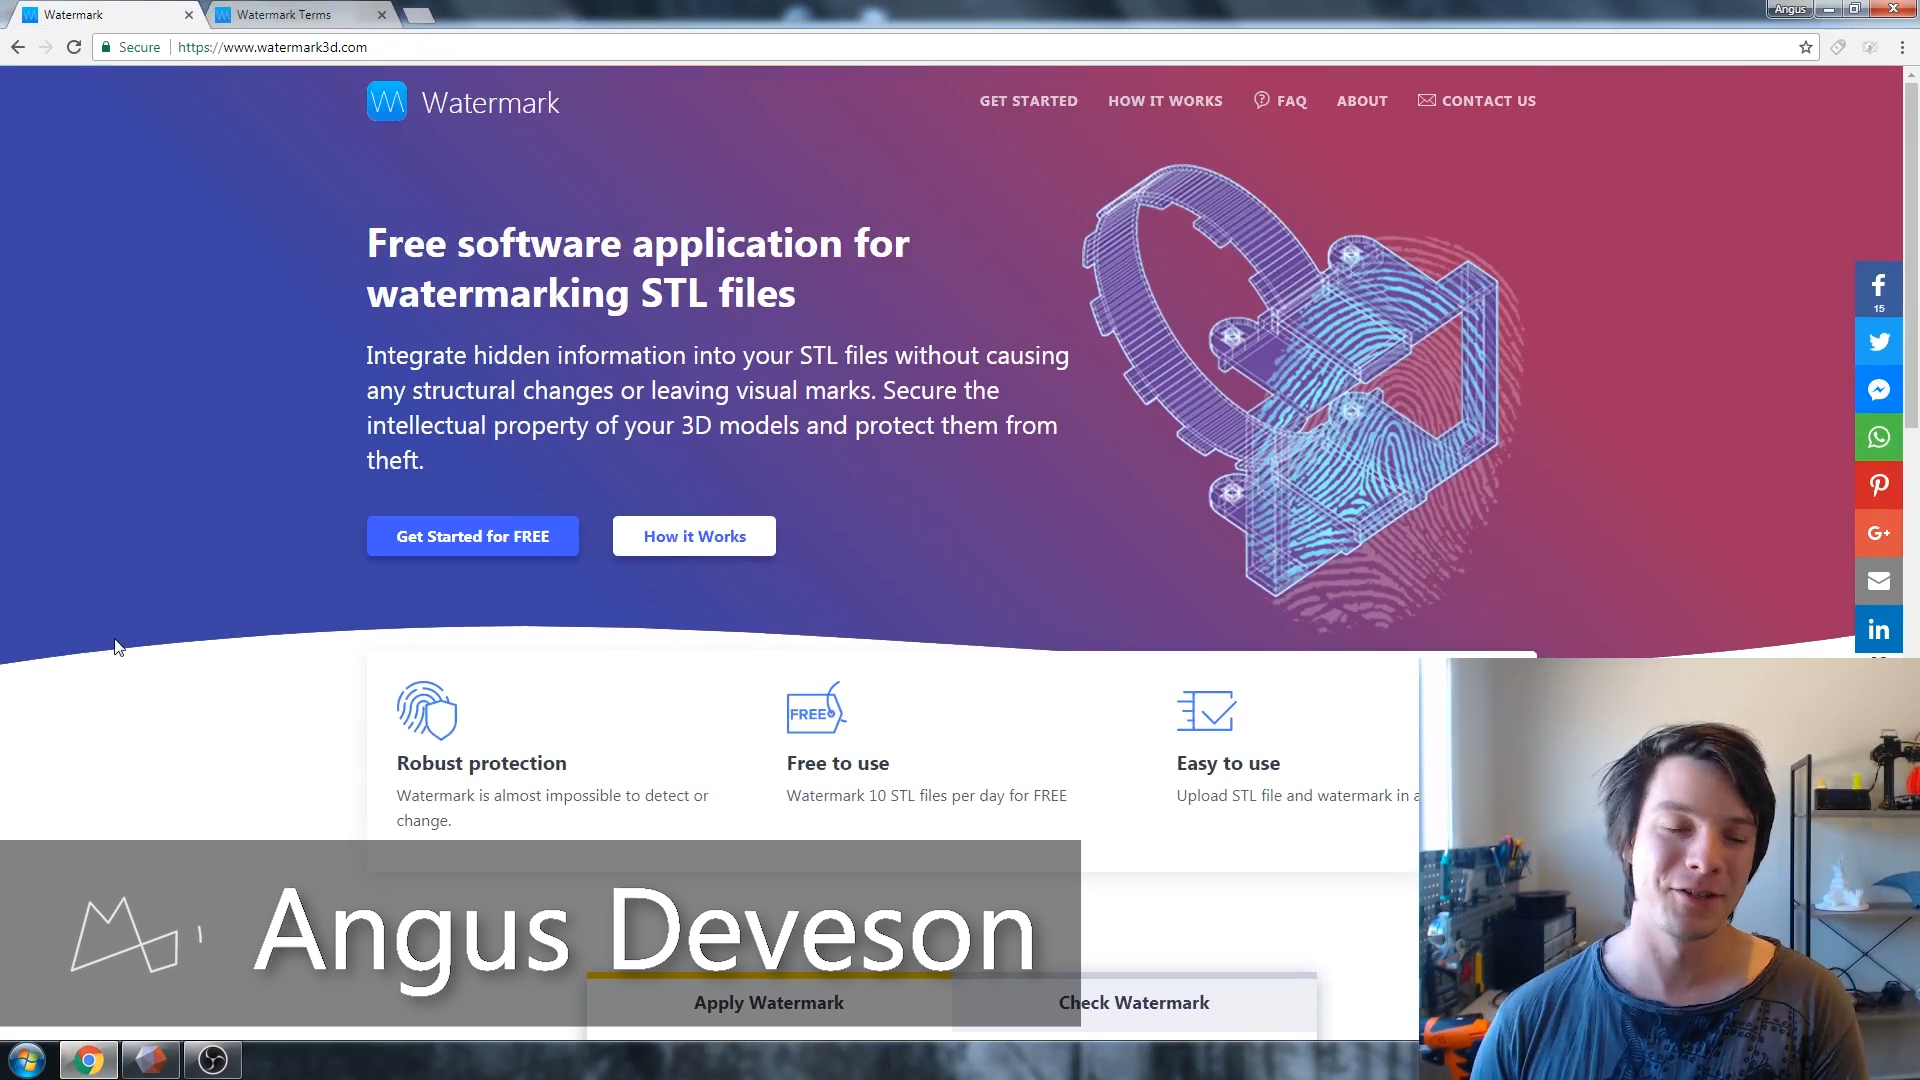 Watermark
Watermark Terms
Angus
Secure
https://www.watermark3d.com
Watermark
GET STARTED
HOW IT WORKS
FAQ
ABOUT
CONTACT US
Free software application for
watermarking STL files
Integrate hidden information into your STL files without causing
any structural changes or leaving visual marks. Secure the
intellectual property of your 3D models and protect them from
theft.
Get Started for FREE
How it Works
15
G+
in
FREE
Robust protection
Watermark is almost impossible to detect or
change.
Free to use
Watermark 10 STL files per day for FREE
Easy to use
Upload STL file and watermark in a
Angus Deveson
Apply Watermark
Check Watermark